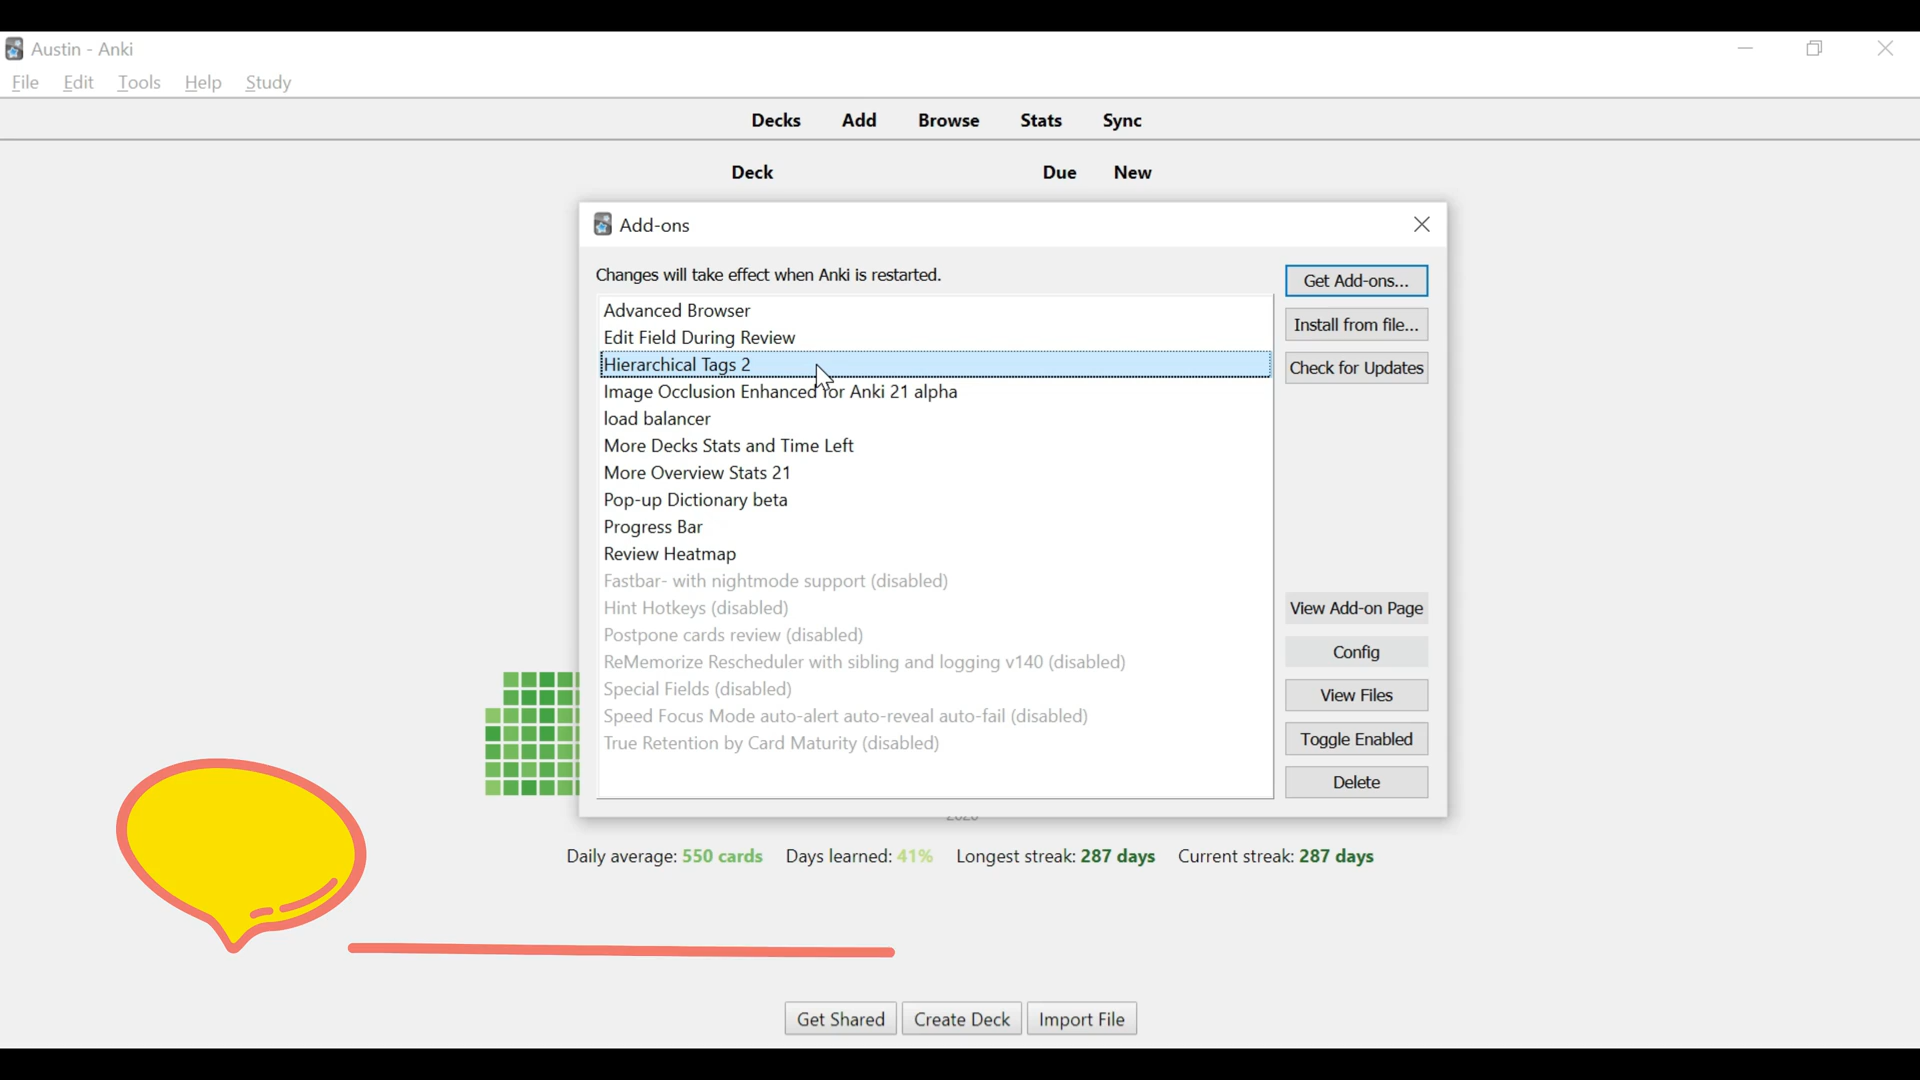 Austin - Anki
File Edit Tools Help Study
Decks Add Browse Stats Sync
Deck Due New
Add-ons
Changes will take effect when Anki is restarted.
Get Add-ons...
Advanced Browser
Install from file...
Edit Field During Review
Hierarchical Tags 2
Check for Updates
Image Occlusion Enhanced for Anki 21 alpha
load balancer
More Decks Stats and Time Left
More Overview Stats 21
Pop-up Dictionary beta
Progress Bar
Review Heatmap
Fastbar- with nightmode support (disabled)
Hint Hotkeys (disabled)
View Add-on Page
Postpone cards review (disabled)
Config
ReMemorize Rescheduler with sibling and logging v140 (disabled)
Special Fields (disabled)
View Files
Speed Focus Mode auto-alert auto-reveal auto-fail (disabled)
Toggle Enabled
True Retention by Card Maturity (disabled)
Delete
Daily average: 550 cards Days learned: 41% Longest streak: 287 days Current streak: 287 days
Get Shared Create Deck Import File